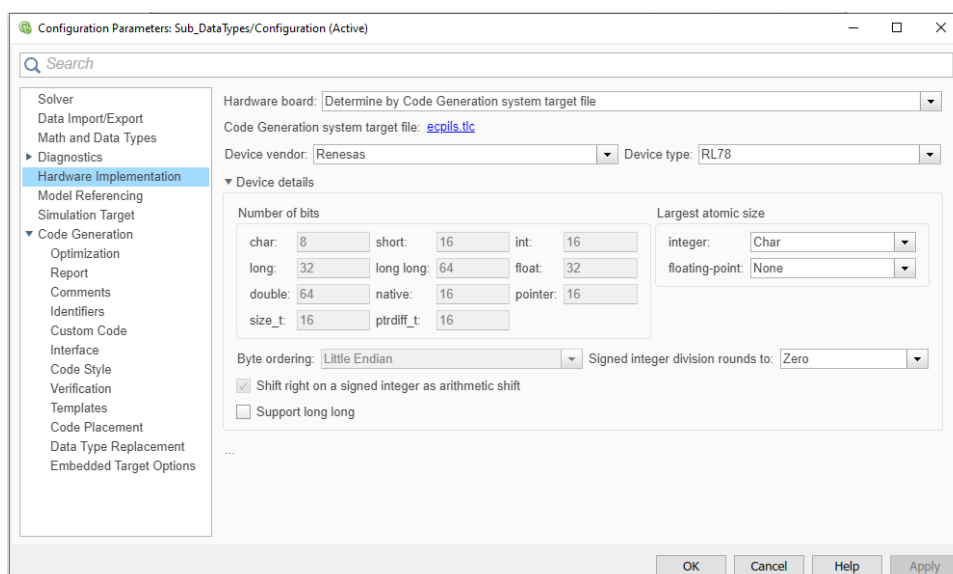 Configuration Parameters: Sub_DataTypes/Configuration (Active)
Search
Solver
Data Import/Export
Math and Data Types
Diagnostics
Hardware Implementation
Model Referencing
Simulation Target
Code Generation
Optimization
Report
Comments
Identifiers
Custom Code
Interface
Code Style
Verification
Templates
Code Placement
Data Type Replacement
Embedded Target Options
Hardware board: Determine by Code Generation system target file
Code Generation system target file: ecpils.tlc
Device vendor: Renesas Device type: RL78
Device details
Number of bits
char: 8 short: 16 int: 16
long: 32 long long: 64 float: 32
double: 64 native: 16 pointer: 16
size_t: 16 ptrdiff_t: 16
Largest atomic size
integer: Char
floating-point: None
Byte ordering: Little Endian Signed integer division rounds to: Zero
Shift right on a signed integer as arithmetic shift
Support long long
...
OK Cancel Help Apply